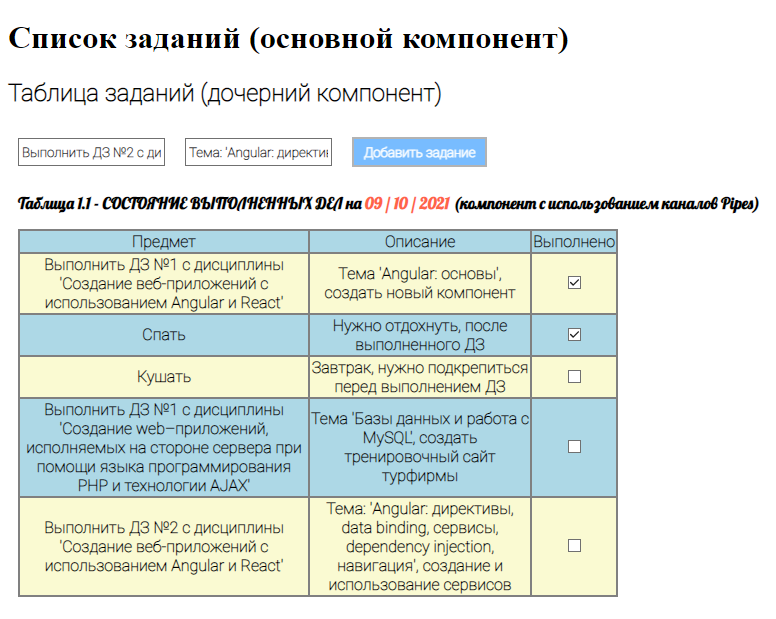 Список заданий (основной компонент)
Таблица заданий (дочерний компонент)
Выполнить ДЗ №2 с ди
Тема: 'Angular: директив
Добавить задание
Таблица 1.1 - СОСТОЯНИЕ ВЫПОЛНЕННЫХ ДЕЛ на 09 / 10 / 2021 (компонент с использованием каналов Pipes)
Предмет
Описание
Выполнено
Выполнить ДЗ №1 с дисциплины
'Создание веб-приложений с
использованием Angular и React'
Тема 'Angular: основы',
создать новый компонент
Спать
Нужно отдохнуть, после
выполненного ДЗ
Кушать
Завтрак, нужно подкрепиться
перед выполнением ДЗ
Выполнить ДЗ №1 с дисциплины
'Создание web–приложений,
исполняемых на стороне сервера при
помощи языка программирования
PHP и технологии AJAX'
Тема 'Базы данных и работа с
MySQL', создать
тренировочный сайт
турфирмы
Выполнить ДЗ №2 с дисциплины
'Создание веб-приложений с
использованием Angular и React'
Тема: 'Angular: директивы,
data binding, сервисы,
dependency injection,
навигация', создание и
использование сервисов